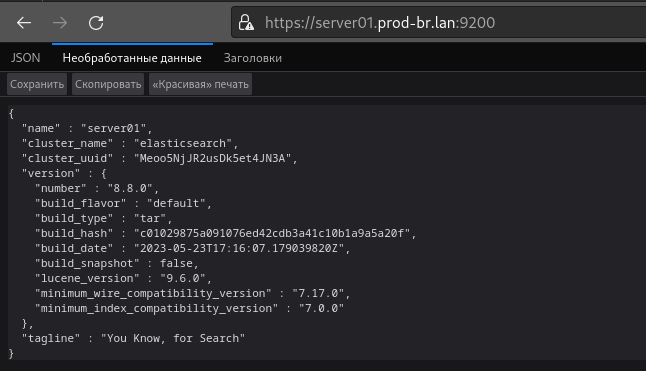 https://server01.prod-br.lan:9200
JSON Необработанные данные Заголовки
Сохранить Скопировать «Красивая» печать
{
  "name" : "server01",
  "cluster_name" : "elasticsearch",
  "cluster_uuid" : "Meoo5NjJR2usDk5et4JN3A",
  "version" : {
    "number" : "8.8.0",
    "build_flavor" : "default",
    "build_type" : "tar",
    "build_hash" : "c01029875a091076ed42cdb3a41c10b1a9a5a20f",
    "build_date" : "2023-05-23T17:16:07.179039820Z",
    "build_snapshot" : false,
    "lucene_version" : "9.6.0",
    "minimum_wire_compatibility_version" : "7.17.0",
    "minimum_index_compatibility_version" : "7.0.0"
  },
  "tagline" : "You Know, for Search"
}